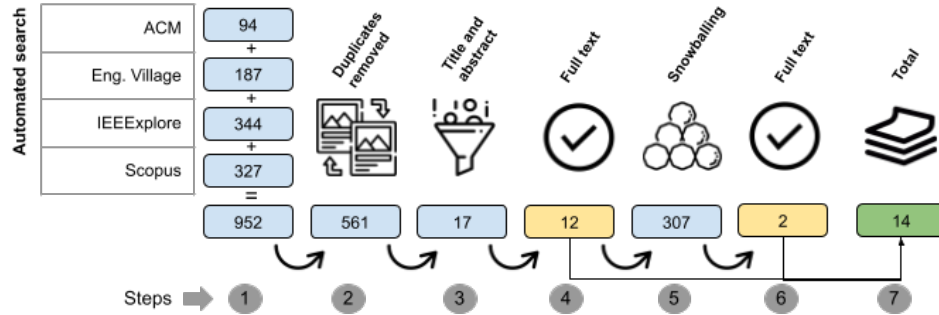 Automated search
ACM
94
+
Eng. Village
187
+
IEEExplore
344
+
Scopus
327
=
Duplicates
removed
Title and
abstract
Full text
Snowballing
Full text
Total
952
561
17
12
307
2
14
Steps
1
2
3
4
5
6
7